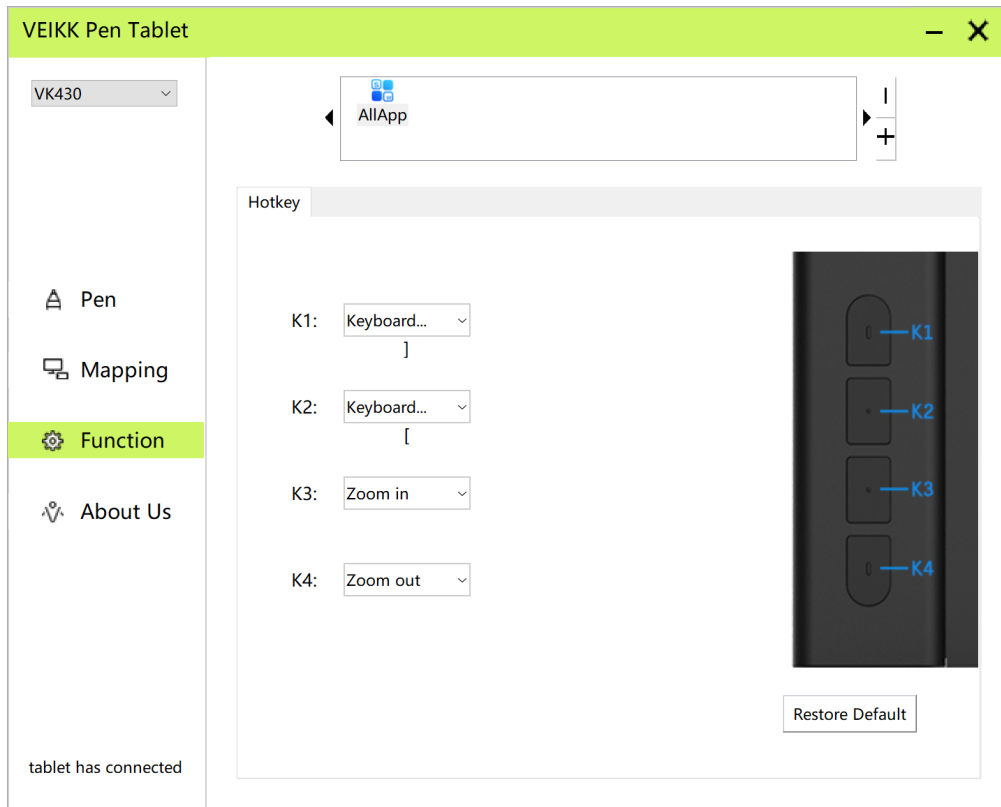 VEIKK Pen Tablet
VK430
AllApp
Hotkey
K1: Keyboard...
]
K2: Keyboard...
[
K3: Zoom in
K4: Zoom out
K1
K2
K3
K4
Pen
Mapping
Function
About Us
Restore Default
tablet has connected